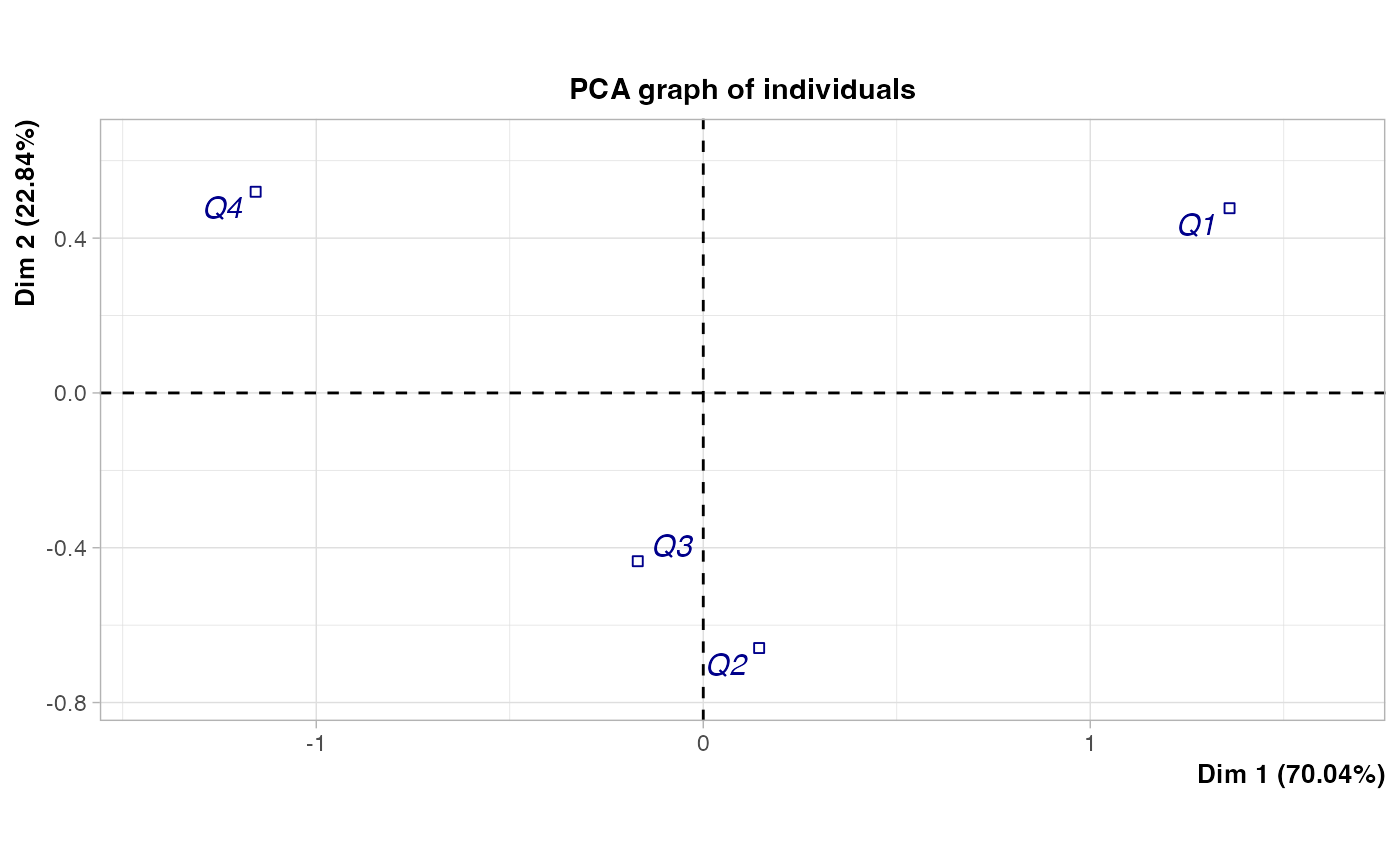 PCA graph of individuals
Dim 2 (22.84%)
Q4
Q1
0.4
0.0
Q3
-0.4
Q2
-0.8
-1
0
1
Dim 1 (70.04%)